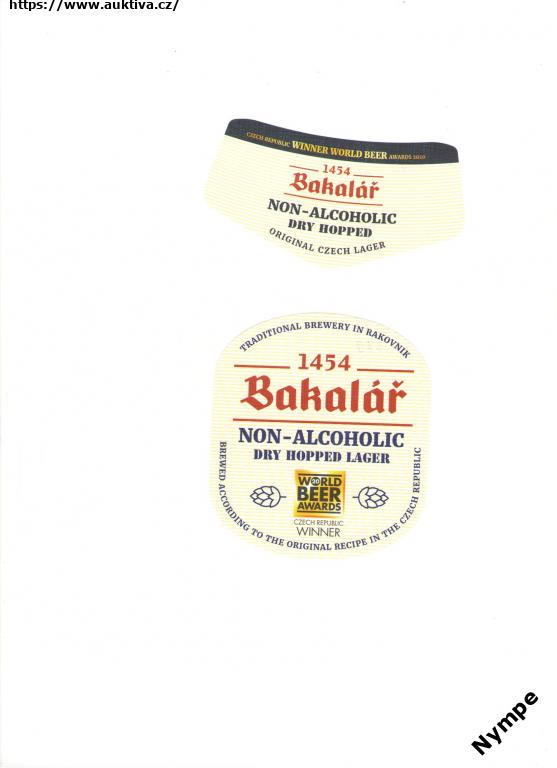 https://www.auktiva.cz/
CZECH REPUBLIC WINNER WORLD BEER AWARDS 2020
1454
Bakalář
NON-ALCOHOLIC
DRY HOPPED
ORIGINAL CZECH LAGER
TRADITIONAL BREWERY IN RAKOVNIK
1454
Bakalář
NON-ALCOHOLIC
DRY HOPPED LAGER
WORLD
20
BEER
AWARDS
CZECH REPUBLIC
WINNER
BREWED ACCORDING TO THE ORIGINAL RECIPE IN THE CZECH REPUBLIC
Nympe